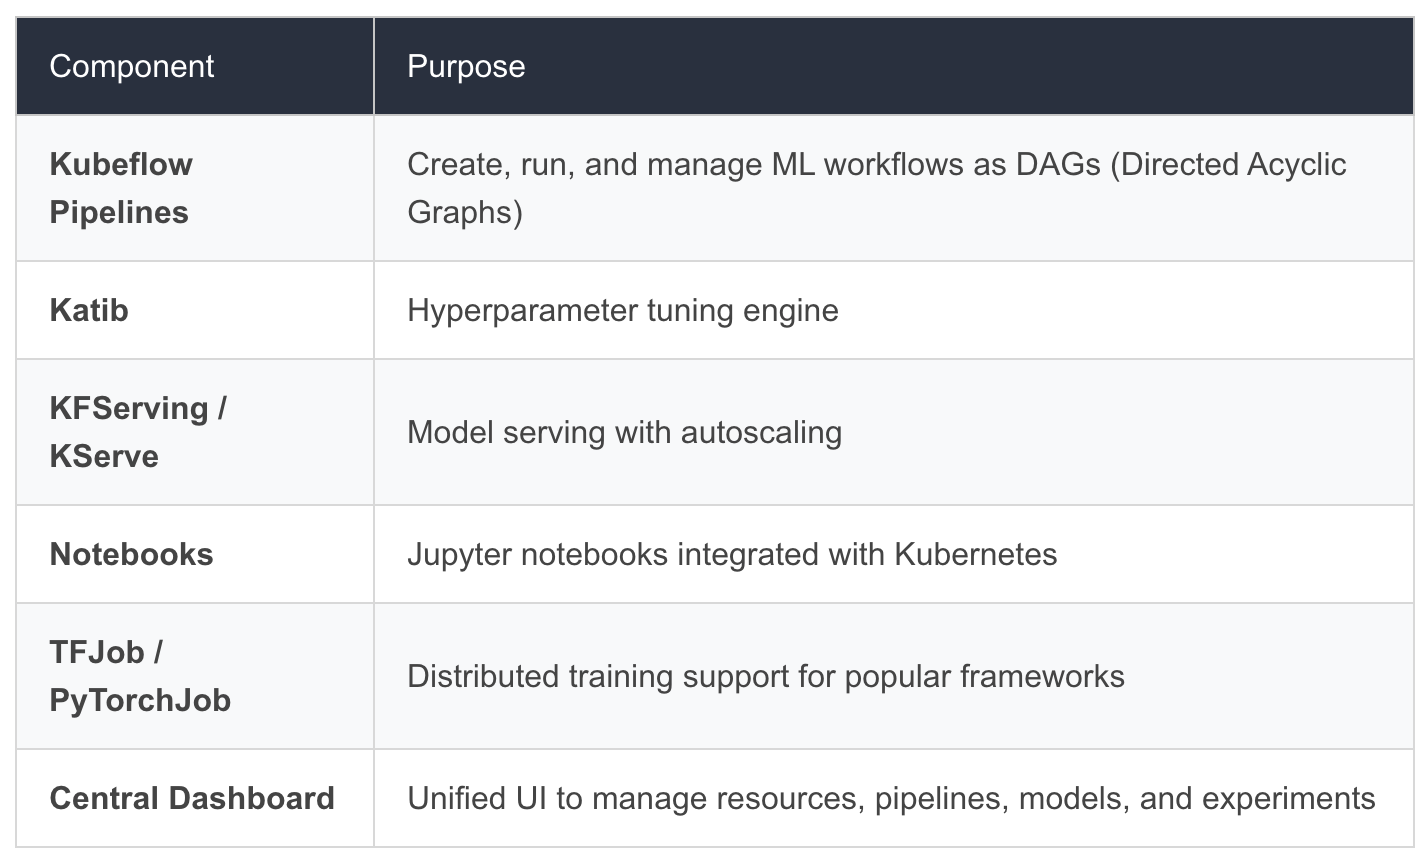 Component
Purpose
Kubeflow
Pipelines
Create, run, and manage ML workflows as DAGs (Directed Acyclic
Graphs)
Katib
Hyperparameter tuning engine
KFServing /
KServe
Model serving with autoscaling
Notebooks
Jupyter notebooks integrated with Kubernetes
TFJob /
PyTorchJob
Distributed training support for popular frameworks
Central Dashboard
Unified UI to manage resources, pipelines, models, and experiments